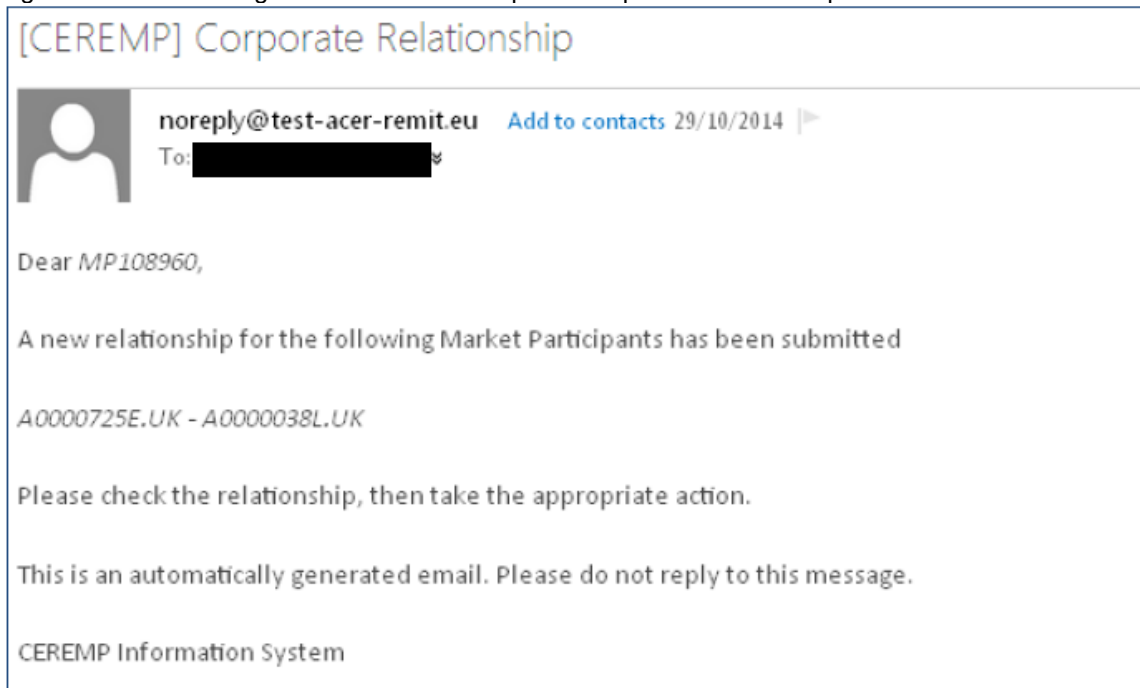 [CEREMP] Corporate Relationship
noreply@test-acer-remit.eu Add to contacts 29/10/2014
To:
Dear MP108960,
A new relationship for the following Market Participants has been submitted
A0000725E.UK - A0000038L.UK
Please check the relationship, then take the appropriate action.
This is an automatically generated email. Please do not reply to this message.
CEREMP Information System